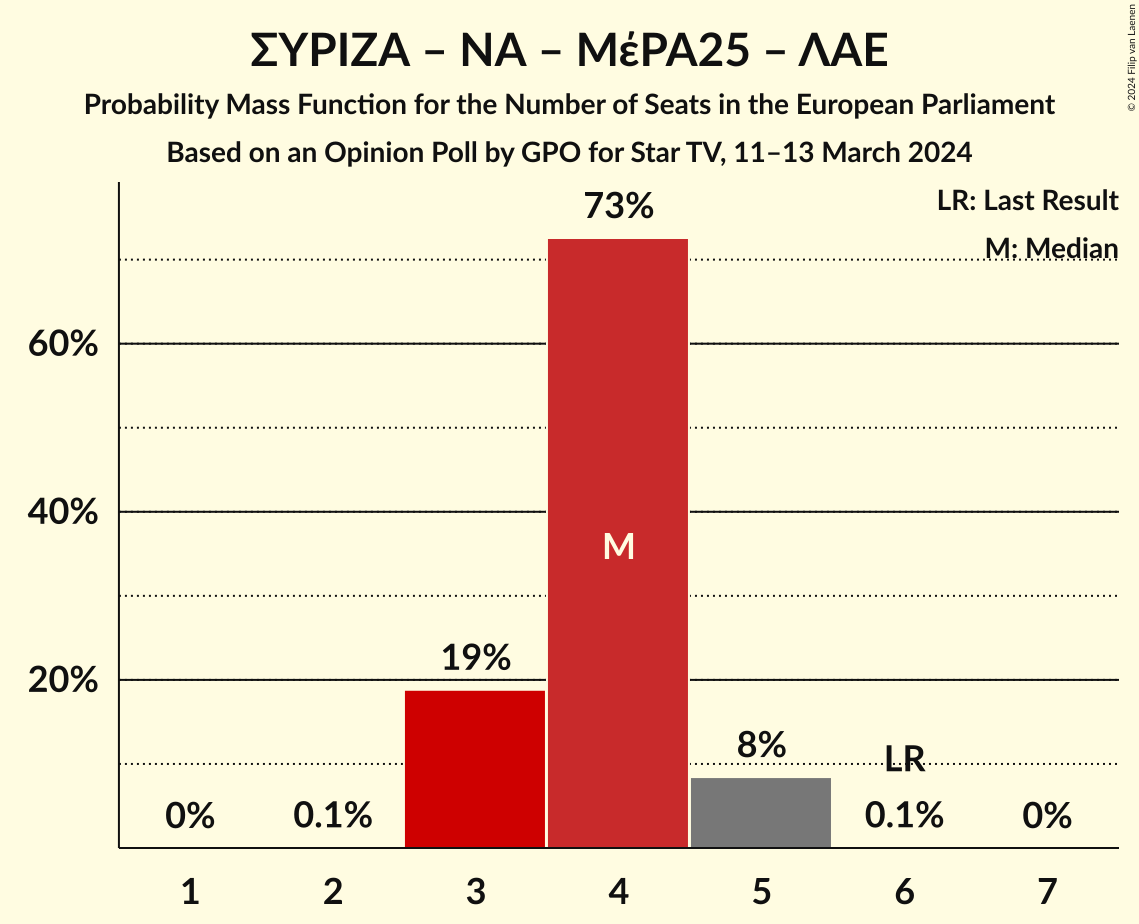 ΣΥΡΙΖΑ – ΝΑ – ΜέΡΑ25 – ΛΑΕ
Probability Mass Function for the Number of Seats in the European Parliament
Based on an Opinion Poll by GPO for Star TV, 11–13 March 2024
© 2024 Filip van Laenen
LR: Last Result
M: Median
60%
40%
20%
0%
0.1%
19%
73%
M
8%
LR
0.1%
0%
1
2
3
4
5
6
7